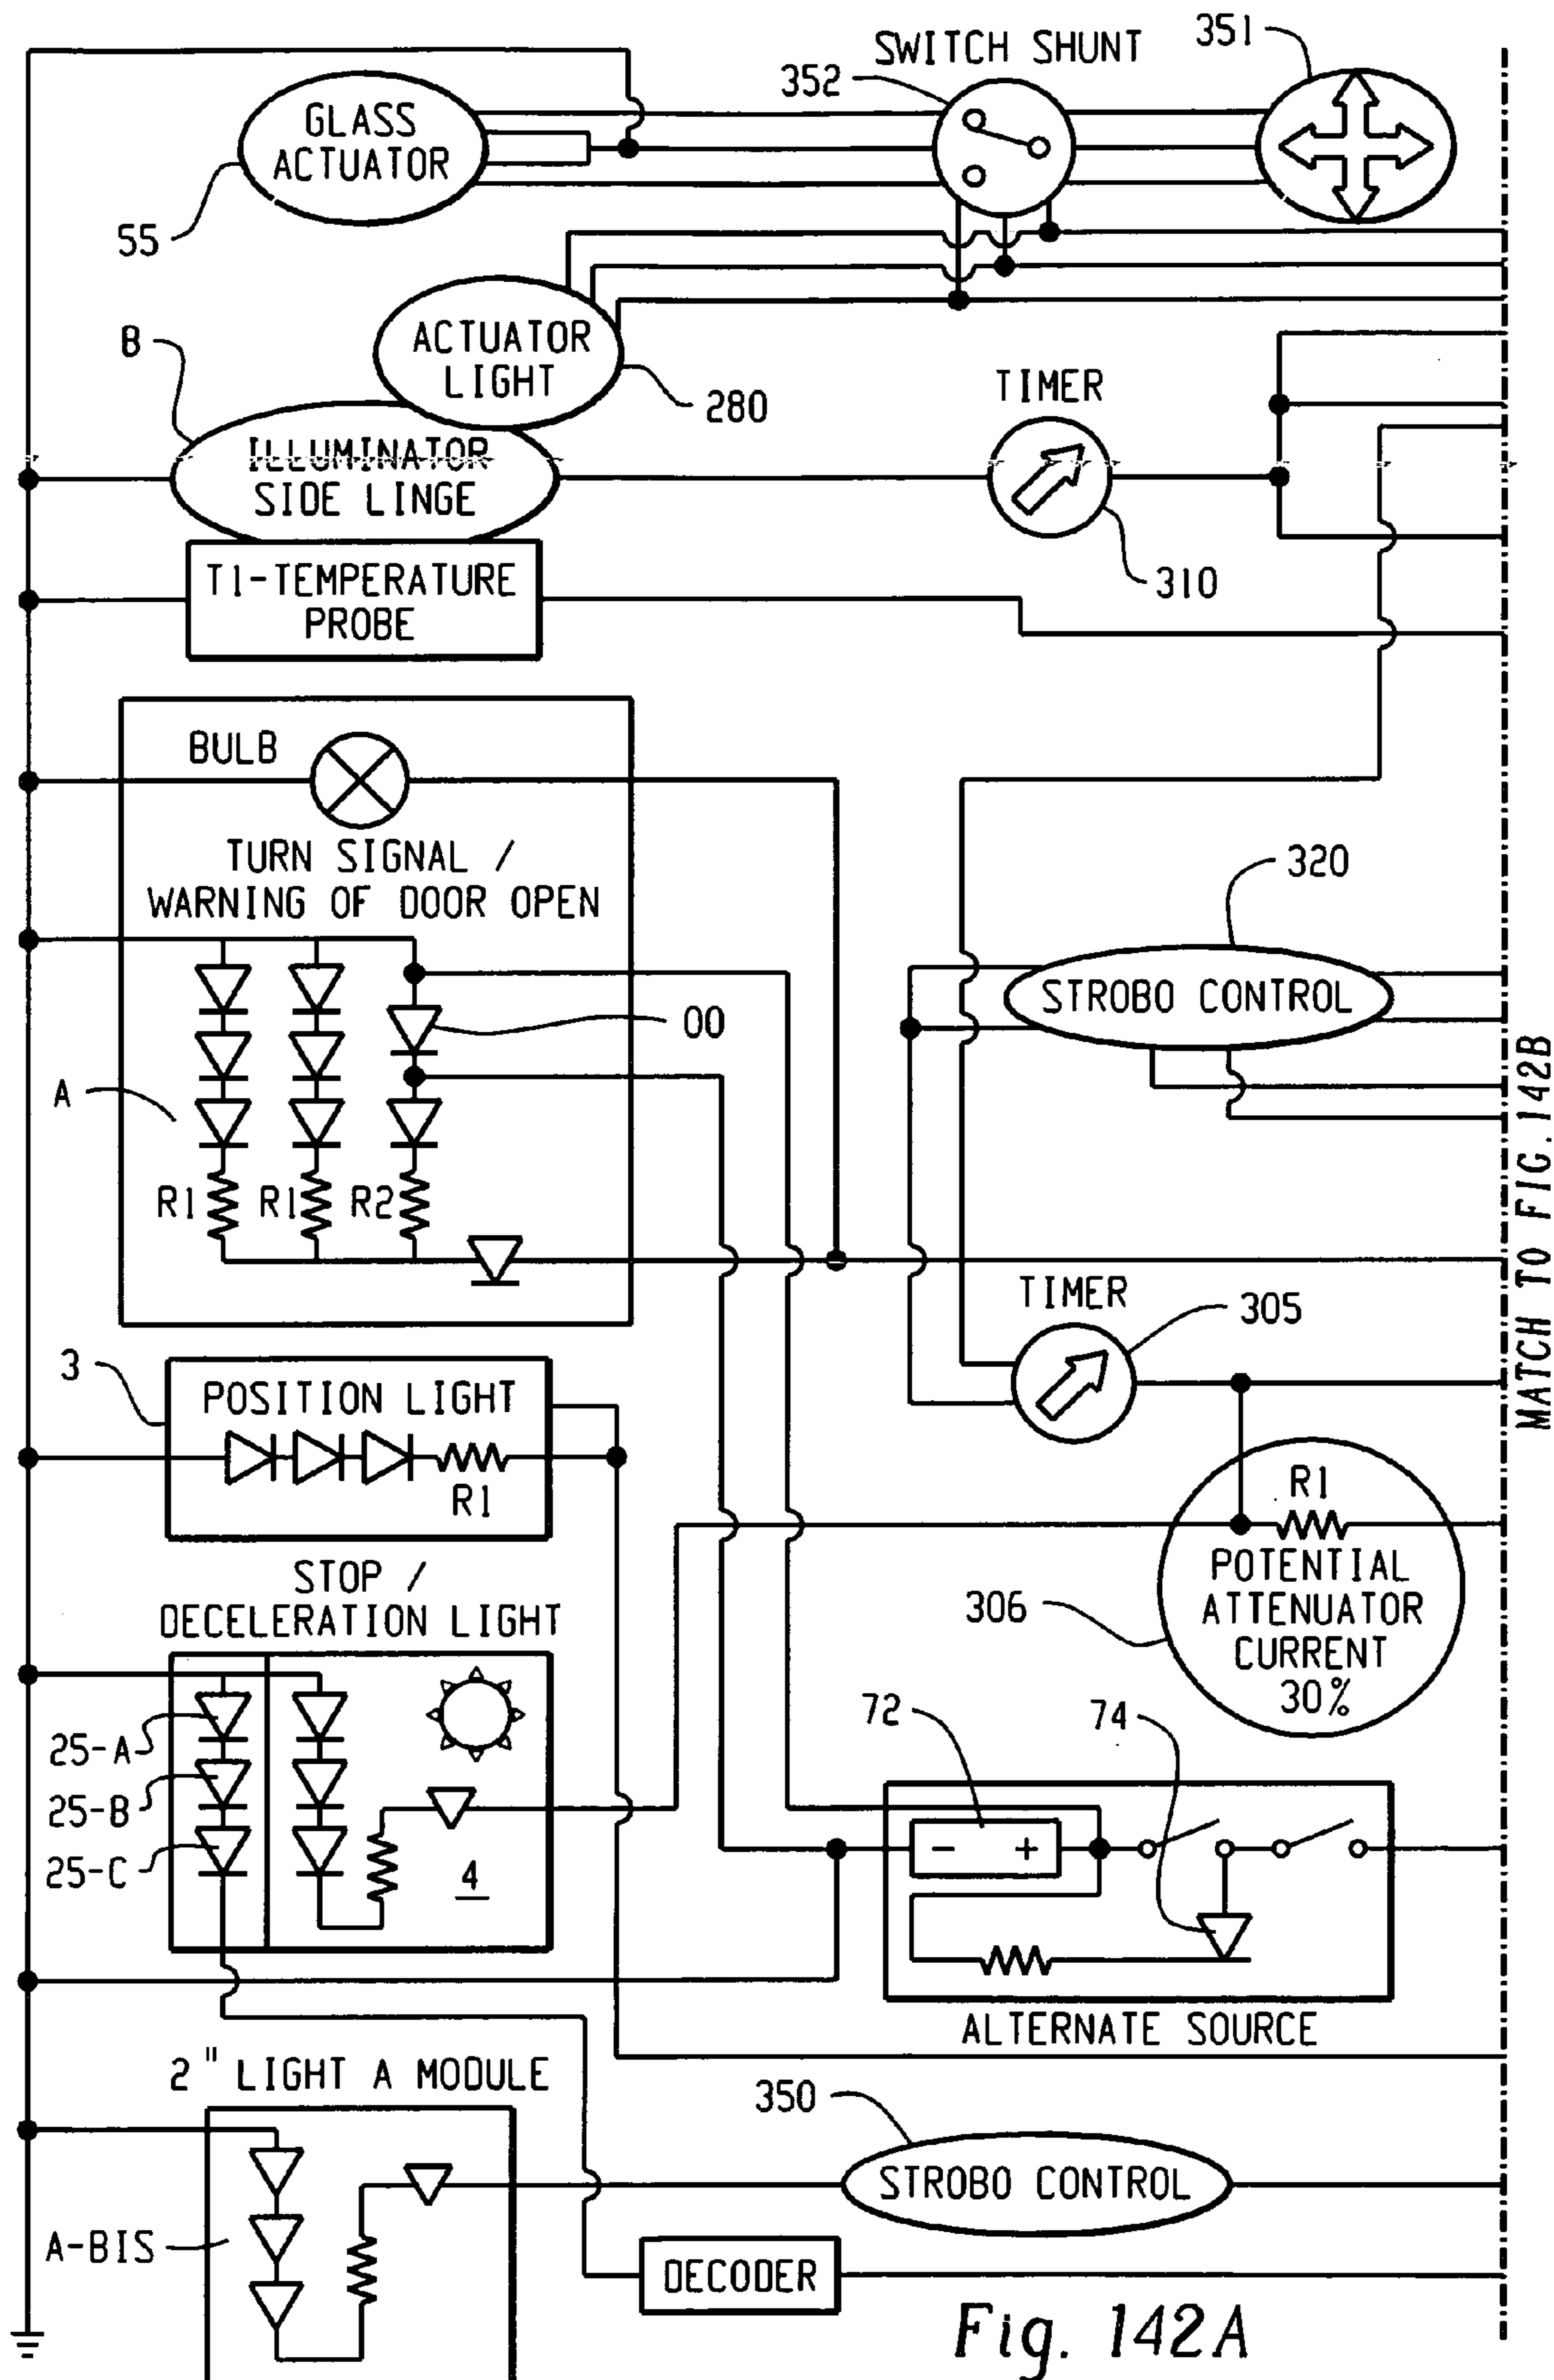 SWITCH SHUNT
351
352
GLASS
ACTUATOR
55
ACTUATOR
LIGHT
280
B
ILLUMINATOR
SIDE LINGE
TIMER
310
T1-TEMPERATURE
PROBE
BULB
TURN SIGNAL /
WARNING OF DOOR OPEN
00
A
R1
R1
R2
320
STROBO CONTROL
MATCH TO FIG. 142B
TIMER
305
3
POSITION LIGHT
R1
R1
POTENTIAL
ATTENUATOR
CURRENT
30%
306
STOP /
DECELERATION LIGHT
25-A
25-B
25-C
4
72
74
- +
ALTERNATE SOURCE
2" LIGHT A MODULE
350
STROBO CONTROL
A-BIS
DECODER
Fig. 142A